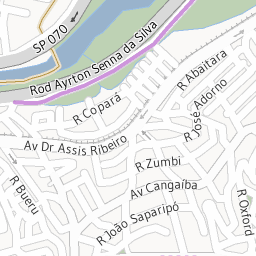 SP 070
Rod Ayrton Senna da Silva
R Abaitara
R José Adorno
R Copará
Av Dr Assis Ribeiro
R Zumbi
R Bueru
Av Cangaíba
R Oxford
R João Saparipó